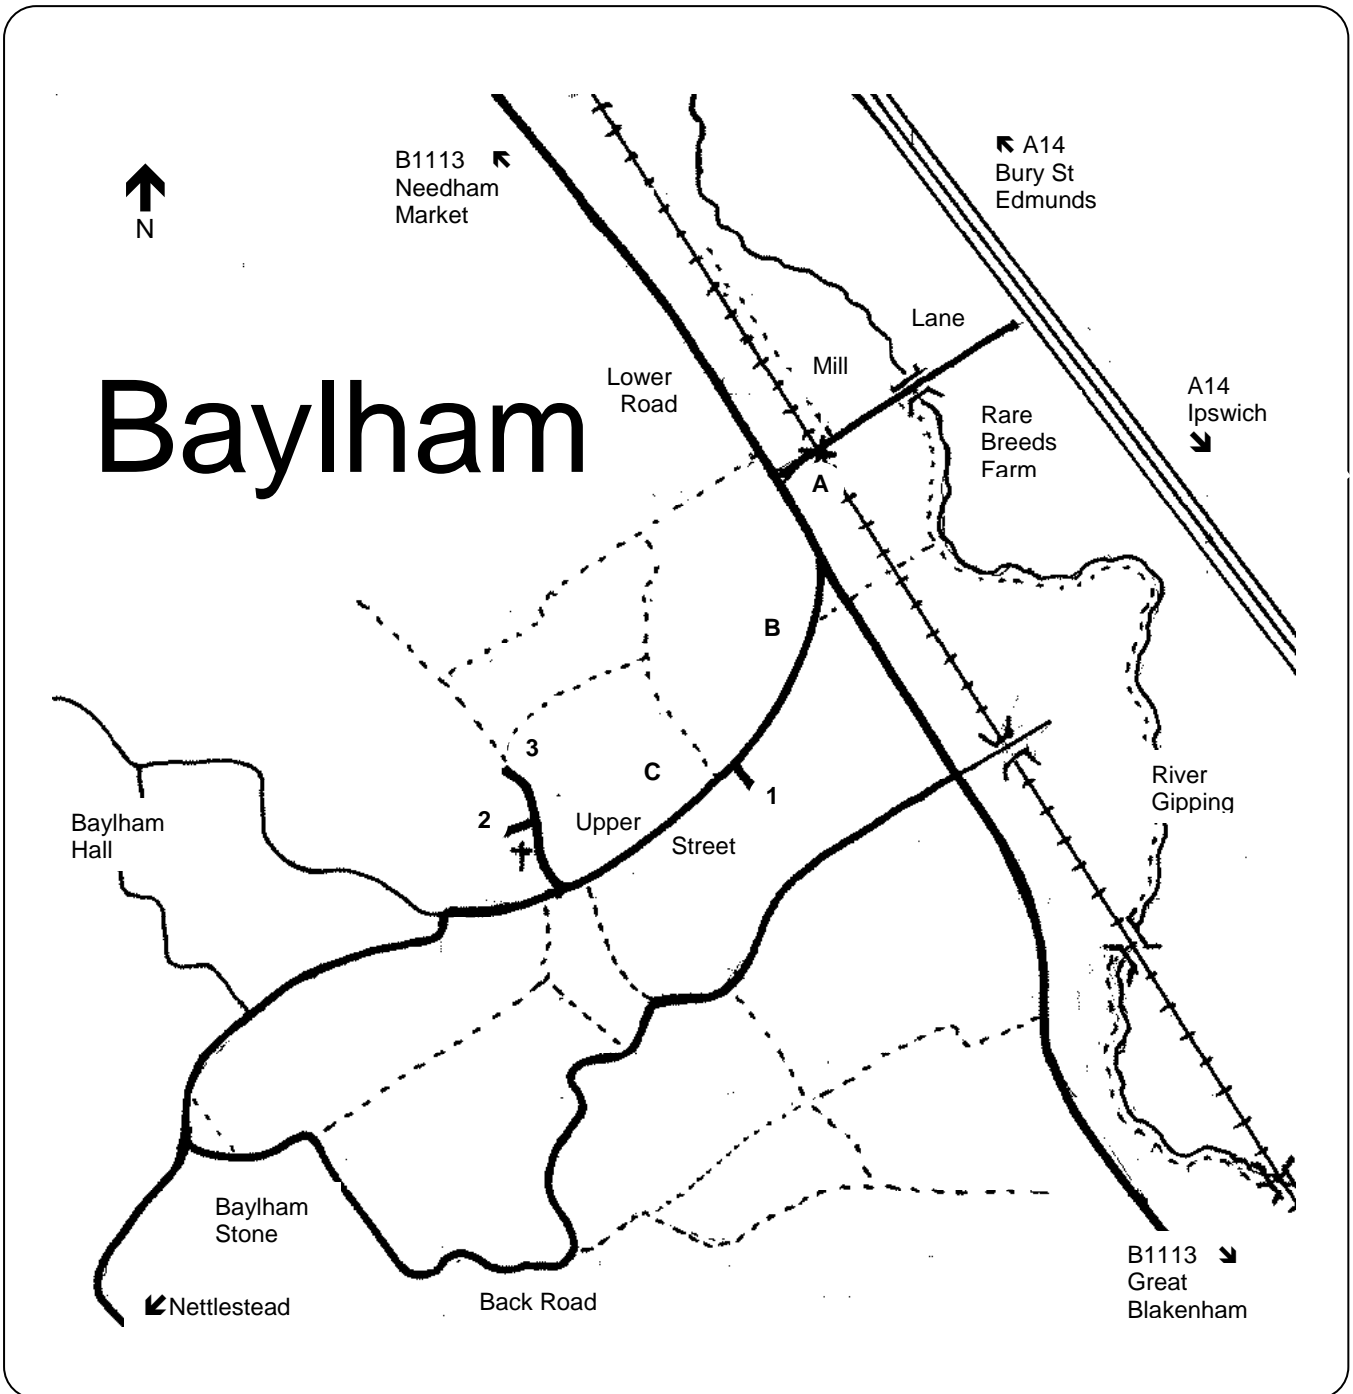 B1113
Needham
Market
N
A14
Bury St
Edmunds
Lane
Mill
Lower
Road
A14
Ipswich
Baylham
Rare
Breeds
Farm
A
B
3
C
1
2
Upper
Street
River
Gipping
Baylham
Hall
Baylham
Stone
Nettlestead
Back Road
B1113
Great
Blakenham